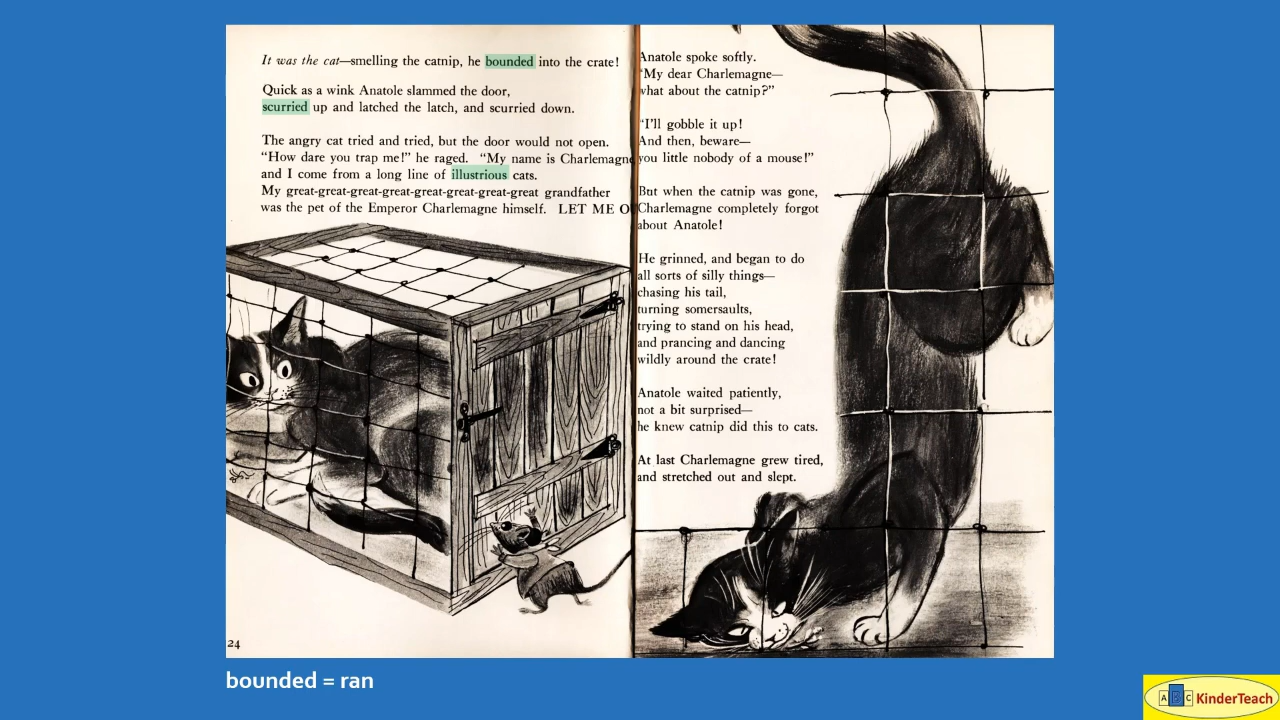 It was the cat—smelling the catnip, he bounded into the crate!
Quick as a wink Anatole slammed the door,
scurried up and latched the latch, and scurried down.
The angry cat tried and tried, but the door would not open.
“How dare you trap me!” he raged. “My name is Charlemagne
and I come from a long line of illustrious cats.
My great-great-great-great-great-great-great-great grandfather
was the pet of the Emperor Charlemagne himself. LET ME O
24
Anatole spoke softly.
“My dear Charlemagne—
what about the catnip?”
“I’ll gobble it up!
And then, beware—
you little nobody of a mouse!”
But when the catnip was gone,
Charlemagne completely forgot
about Anatole!
He grinned, and began to do
all sorts of silly things—
chasing his tail,
turning somersaults,
trying to stand on his head,
and prancing and dancing
wildly around the crate!
Anatole waited patiently,
not a bit surprised—
he knew catnip did this to cats.
At last Charlemagne grew tired,
and stretched out and slept.
bounded = ran
ABC KinderTeach